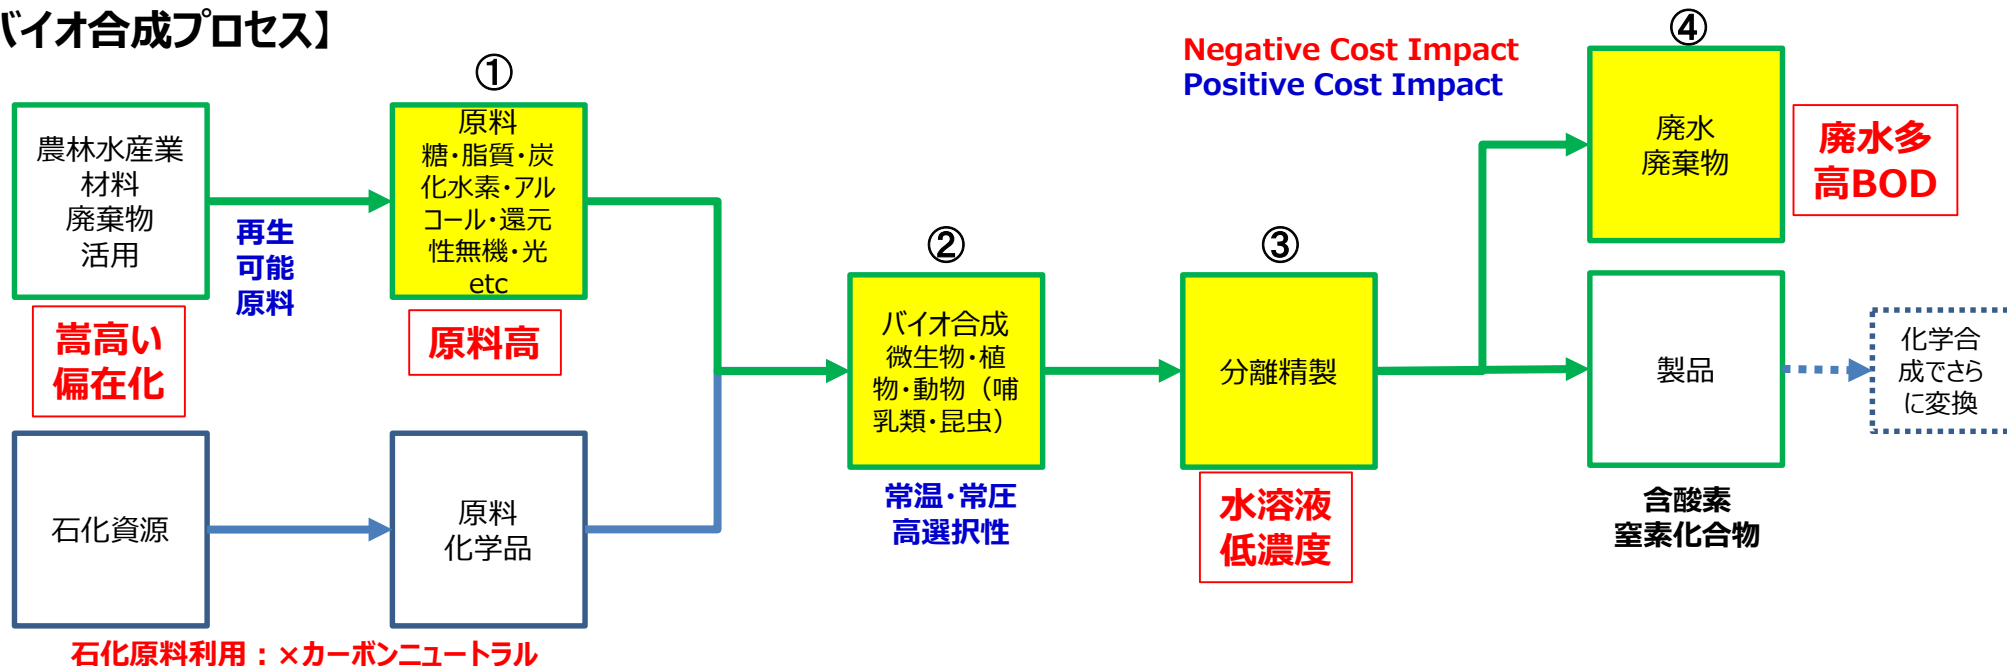 バイオ合成プロセス】
①
Negative Cost Impact
Positive Cost Impact
④
農林水産業
材料
廃棄物
活用
再生
可能
原料
嵩高い
偏在化
原料
糖・脂質・炭
化水素・アル
コール・還元
性無機・光
etc
原料高
②
バイオ合成
微生物・植
物・動物（哺
乳類・昆虫）
常温・常圧
高選択性
③
分離精製
水溶液
低濃度
廃水
廃棄物
廃水多
高BOD
製品
含酸素
窒素化合物
化学合
成でさら
に変換
石化資源
原料
化学品
石化原料利用：×カーボンニュートラル